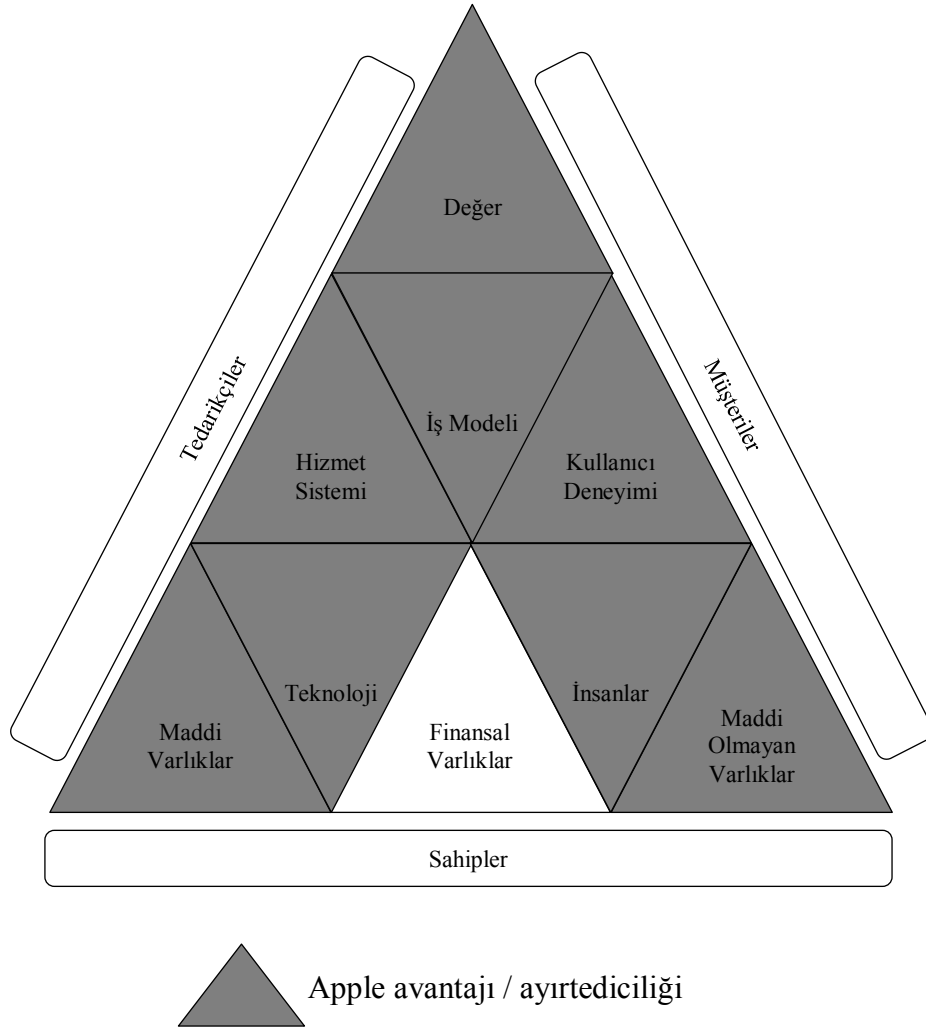 Değer
Tedarikçiler
Müşteriler
İş Modeli
Hizmet
Sistemi
Kullanıcı
Deneyimi
Maddi
Varlıklar
Teknoloji
Finansal
Varlıklar
İnsanlar
Maddi
Olmayan
Varlıklar
Sahipler
Apple avantajı / ayırtediciliği